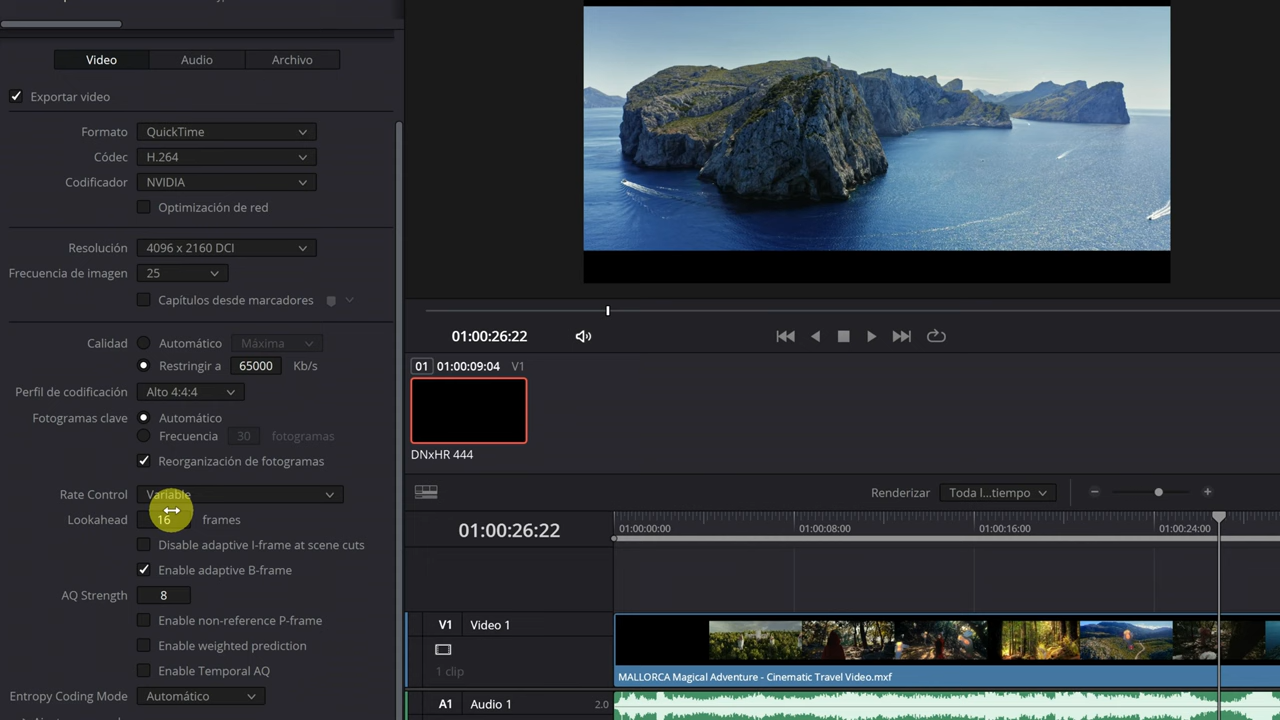 Video Audio Archivo
Exportar video
Formato QuickTime
Códec H.264
Codificador NVIDIA
Optimización de red
Resolución 4096 x 2160 DCI
Frecuencia de imagen 25
Capítulos desde marcadores
Calidad Automático Máxima
Restringir a 65000 Kb/s
Perfil de codificación Alto 4:4:4
Fotogramas clave Automático
Frecuencia 30 fotogramas
Reorganización de fotogramas
Rate Control Variable
Lookahead 16 frames
Disable adaptive I-frame at scene cuts
Enable adaptive B-frame
AQ Strength 8
Enable non-reference P-frame
Enable weighted prediction
Enable Temporal AQ
Entropy Coding Mode Automático
01:00:26:22
01 01:00:09:04 V1
DNxHR 444
Renderizar Toda l...tiempo
01:00:26:22
01:00:00:00 01:00:08:00 01:00:16:00 01:00:24:00
V1 Video 1
1 clip
MALLORCA Magical Adventure - Cinematic Travel Video.mxf
A1 Audio 1 2.0